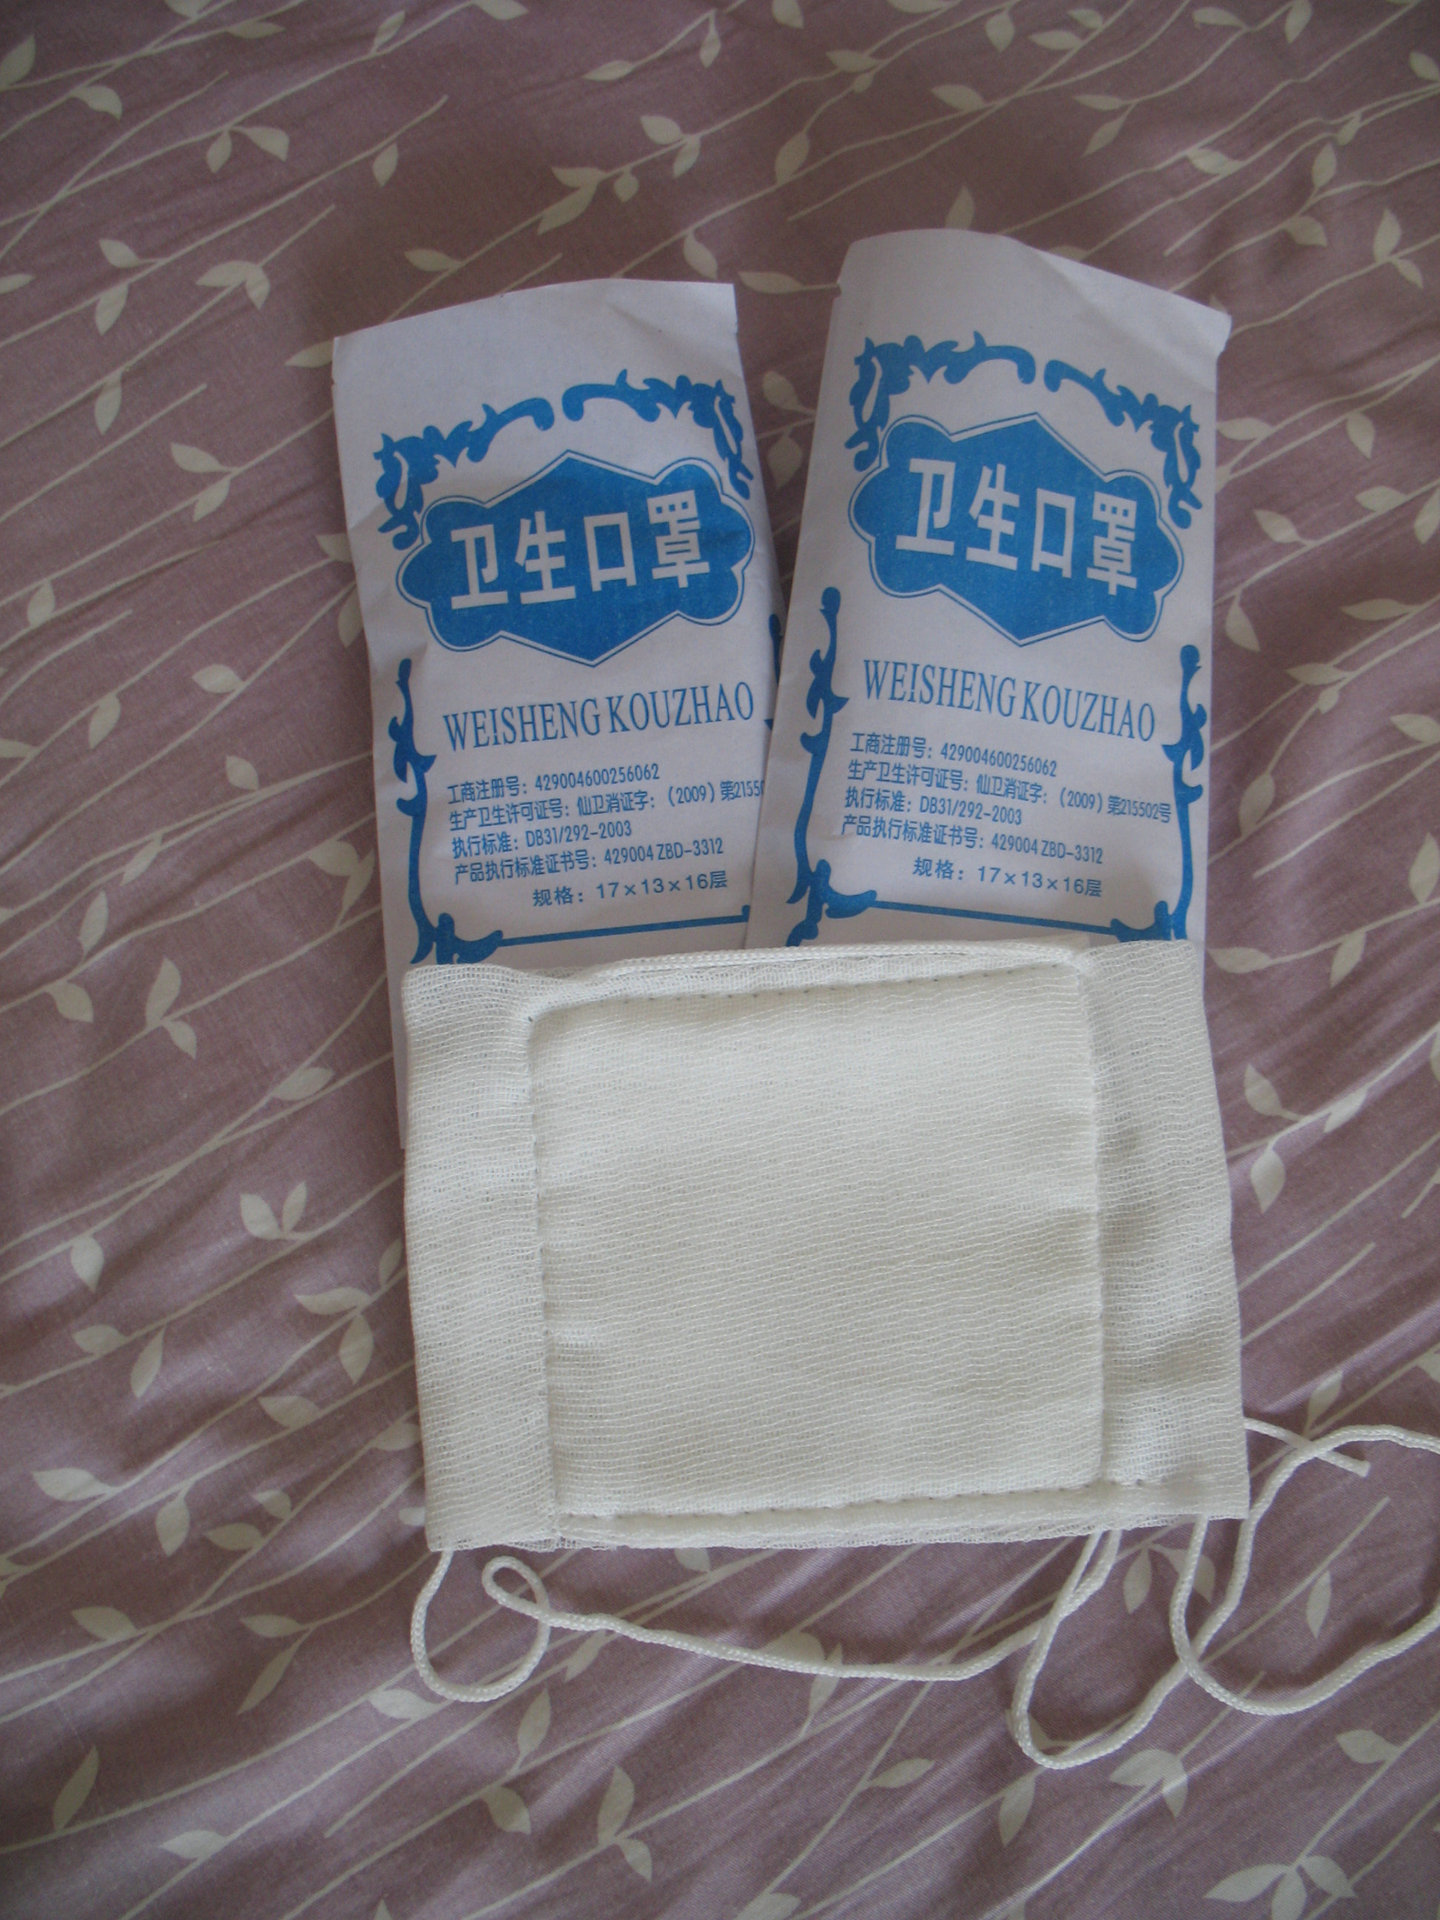 卫生口罩
WEISHENG KOUZHAO
工商注册号：429004600256062
生产卫生许可证号：仙卫消证字：（2009）第21550
执行标准：DB31/292-2003
产品执行标准证书号：429004 ZBD-3312
规格：17×13×16层
卫生口罩
WEISHENG KOUZHAO
工商注册号：429004600256062
生产卫生许可证号：仙卫消证字：（2009）第215502号
执行标准：DB31/292-2003
产品执行标准证书号：429004 ZBD-3312
规格：17×13×16层